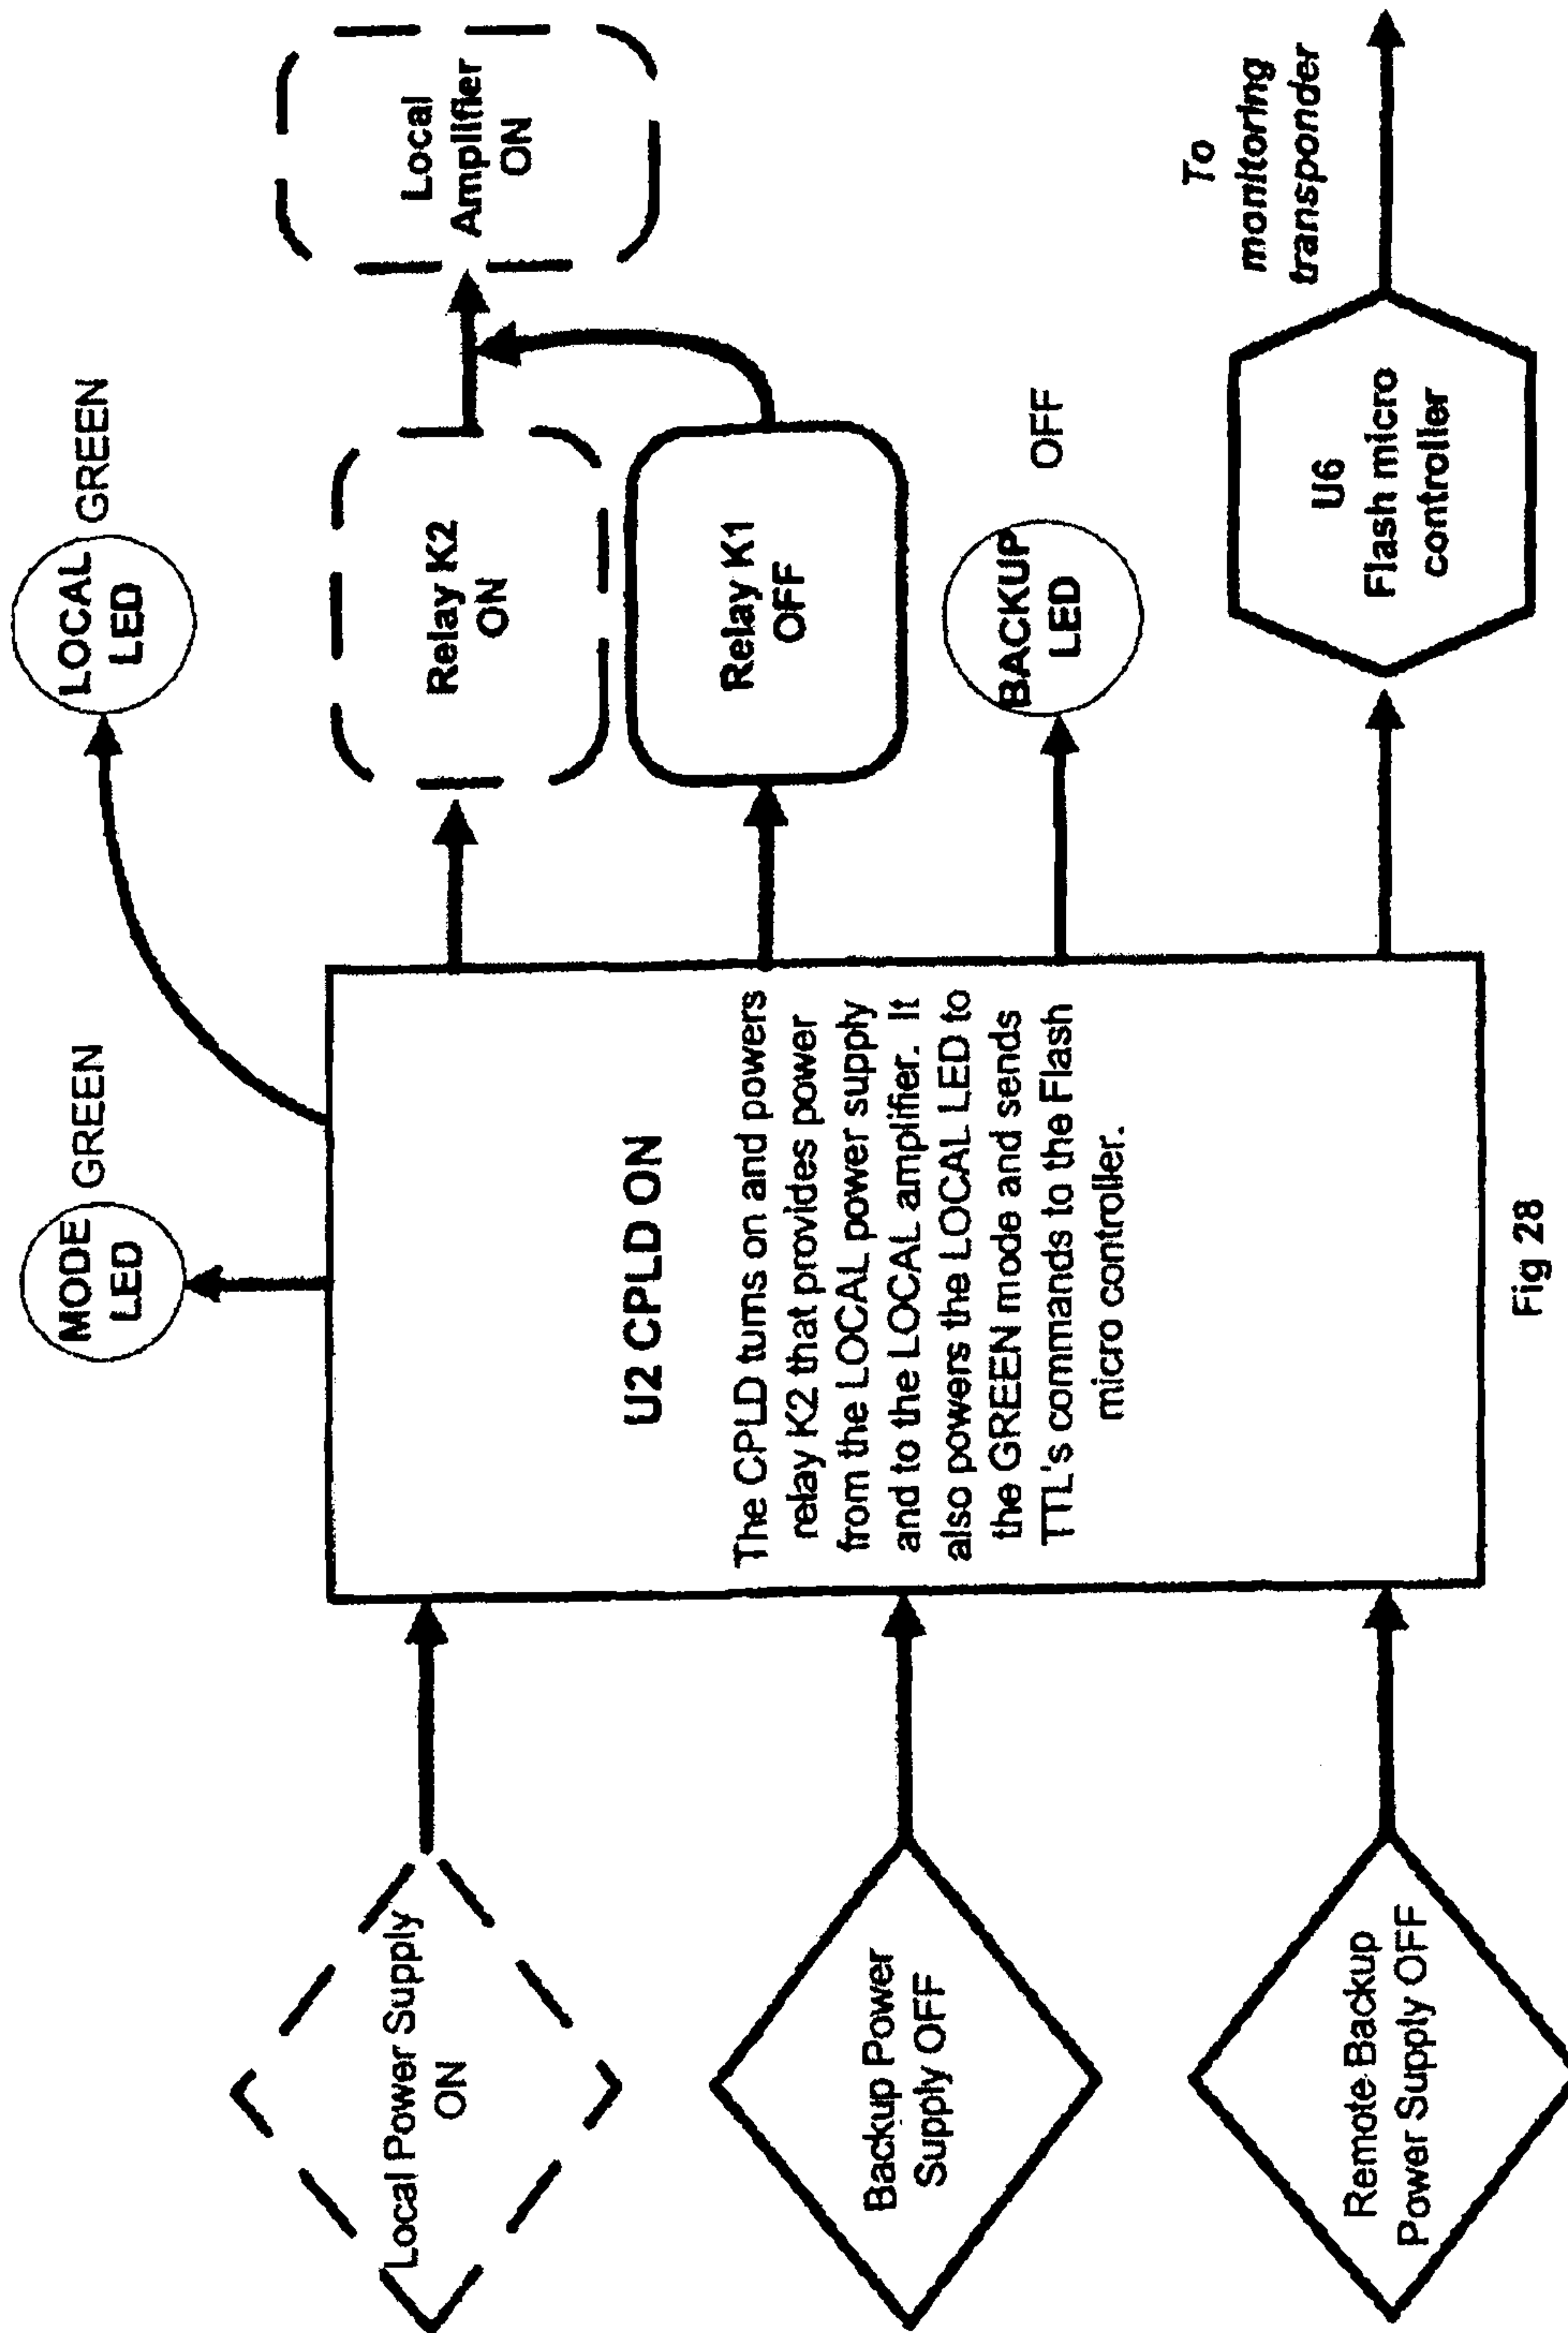 MODE
LED
GREEN
LOCAL
LED
GREEN
Local Power Supply
ON
Backup Power
Supply OFF
Remote Backup
Power Supply OFF
U2 CPLD ON
The CPLD turns on and powers
relay K2 that provides power
from the LOCAL power supply
and to the LOCAL amplifier. It
also powers the LOCAL LED to
the GREEN mode and sends
TTL's commands to the Flash
micro controller.
Relay K2
ON
Relay K1
OFF
Local
Amplifier
ON
BACKUP
LED
OFF
U6
Flash micro
controller
To
monitoring
transponder
Fig 28